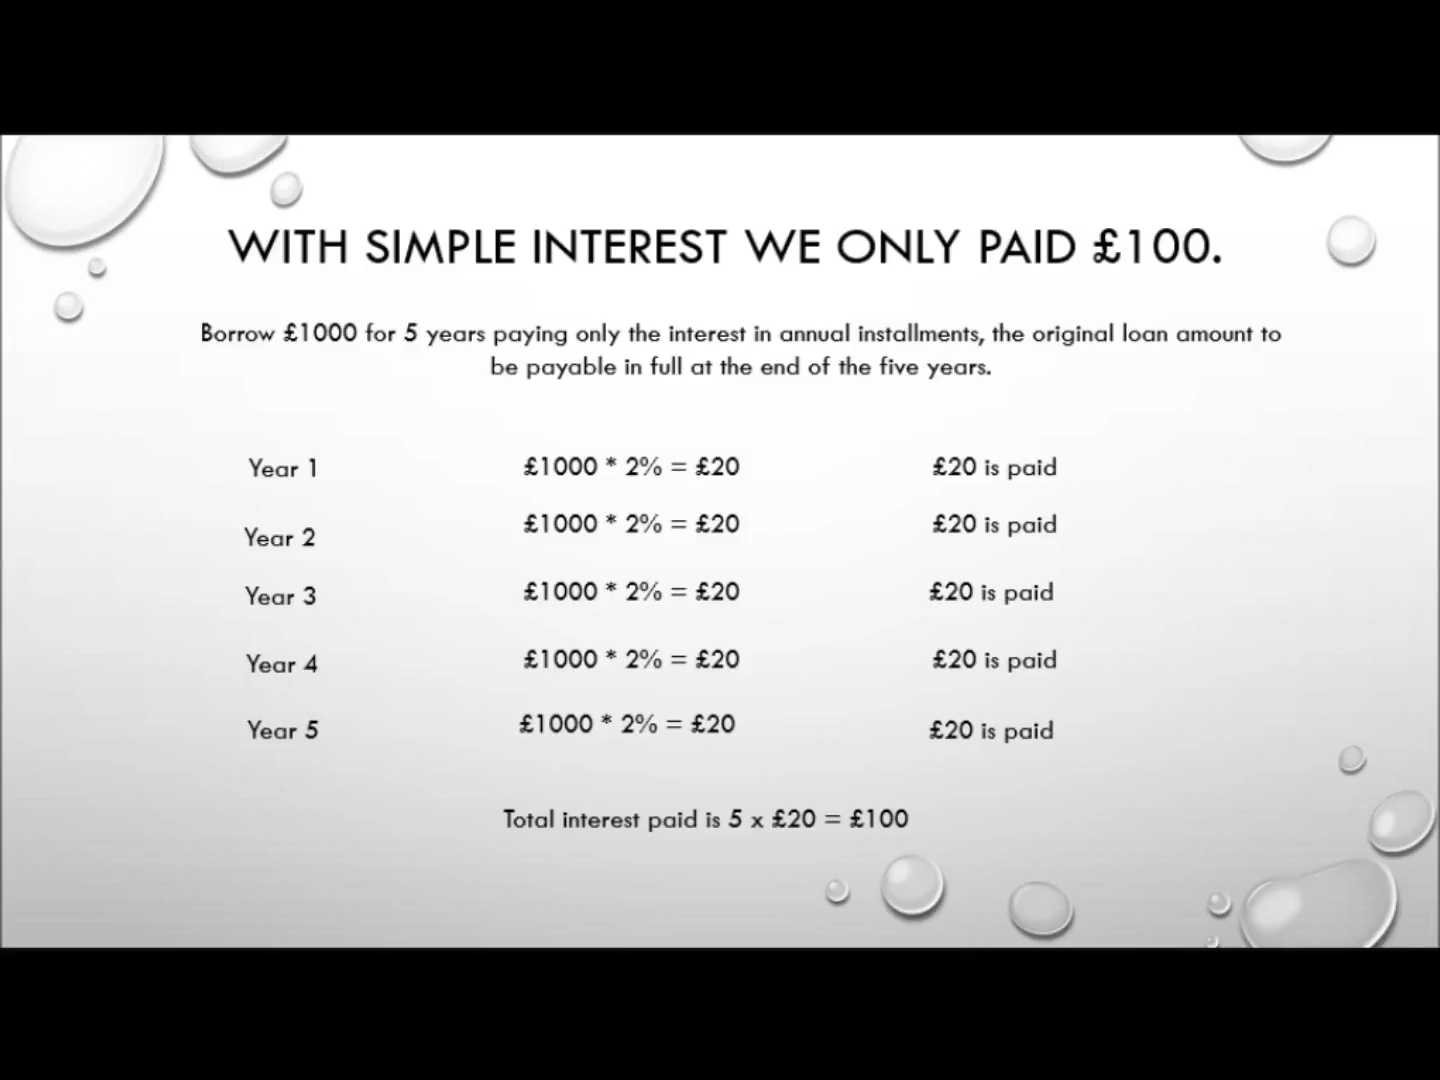 WITH SIMPLE INTEREST WE ONLY PAID £100.
Borrow £1000 for 5 years paying only the interest in annual installments, the original loan amount to
be payable in full at the end of the five years.
Year 1 £1000 * 2% = £20 £20 is paid
Year 2 £1000 * 2% = £20 £20 is paid
Year 3 £1000 * 2% = £20 £20 is paid
Year 4 £1000 * 2% = £20 £20 is paid
Year 5 £1000 * 2% = £20 £20 is paid
Total interest paid is 5 x £20 = £100